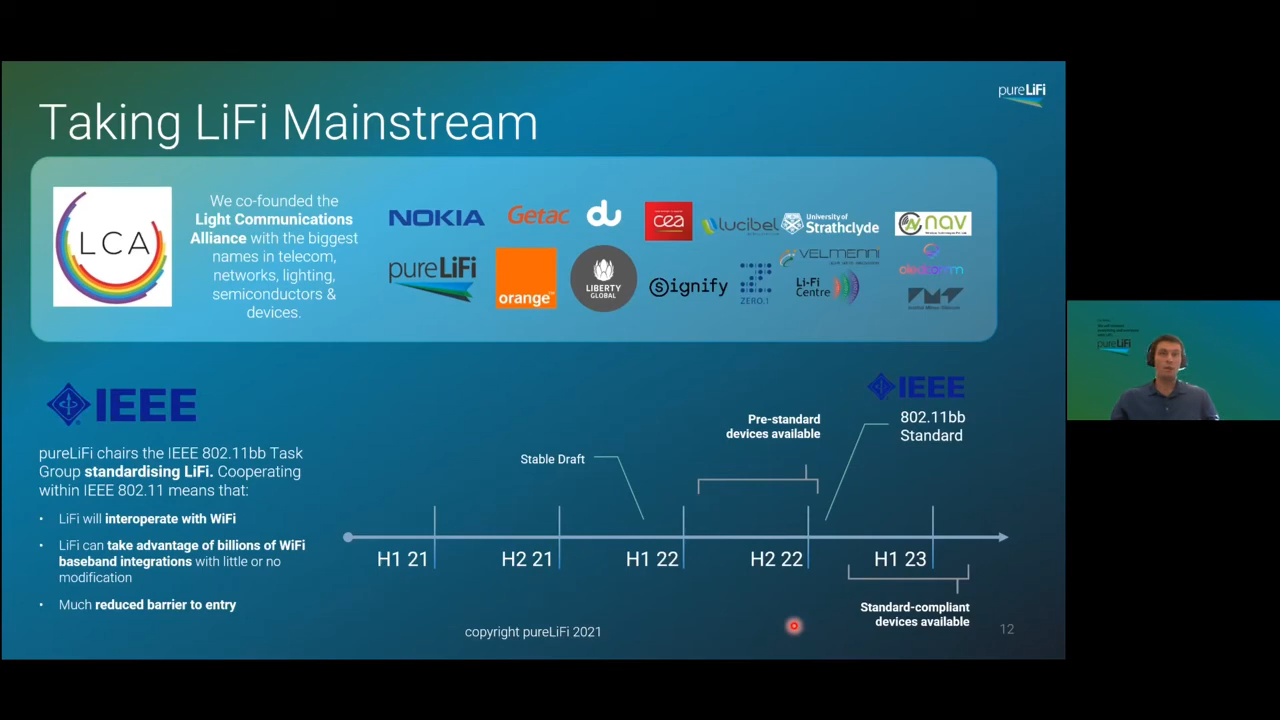 pureLiFi
Taking LiFi Mainstream
LCA
We co-founded the
Light Communications
Alliance with the biggest
names in telecom,
networks, lighting,
semiconductors &
devices.
NOKIA
Getac
du
cea
lucibel
University of
Strathclyde
nav
pureLiFi
orange™
LIBERTY
GLOBAL
Signify
ZERO.1
VELMENNI
Li-Fi
Centre
oledcomm
IEEE
pureLiFi chairs the IEEE 802.11bb Task
Group standardising LiFi. Cooperating
within IEEE 802.11 means that:
• LiFi will interoperate with WiFi
• LiFi can take advantage of billions of WiFi
baseband integrations with little or no
modification
• Much reduced barrier to entry
IEEE
802.11bb
Standard
Pre-standard
devices available
Stable Draft
H1 21
H2 21
H1 22
H2 22
H1 23
Standard-compliant
devices available
copyright pureLiFi 2021
12
pureLiFi